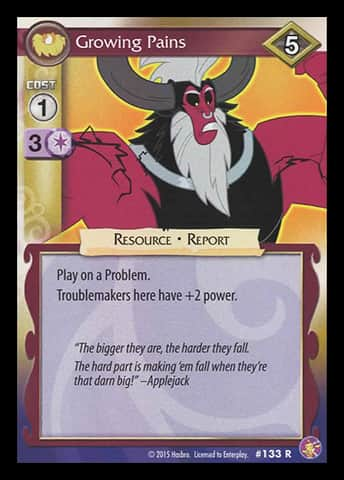 Growing Pains
5
COST
1
3
RESOURCE • REPORT
Play on a Problem.
Troublemakers here have +2 power.
"The bigger they are, the harder they fall.
The hard part is making 'em fall when they're
that darn big!" –Applejack
© 2015 Hasbro. Licensed to Enterplay. #133 R